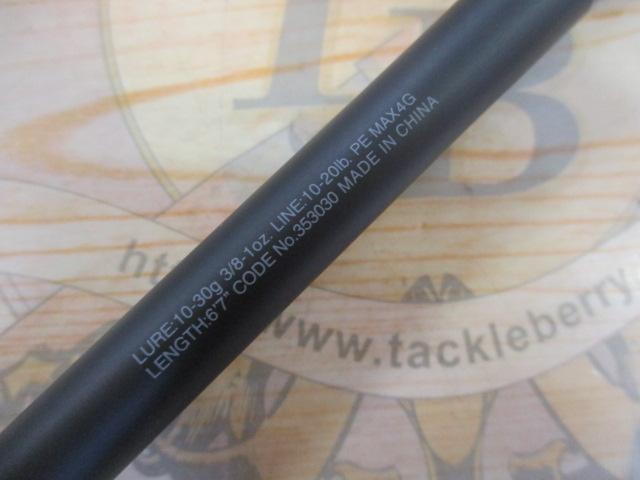 TB
LURE:10-30g 3/8-1oz. LINE:10-20lb. PE MAX4G
LENGTH:6'7" CODE No.353030 MADE IN CHINA
www.tackleberry.